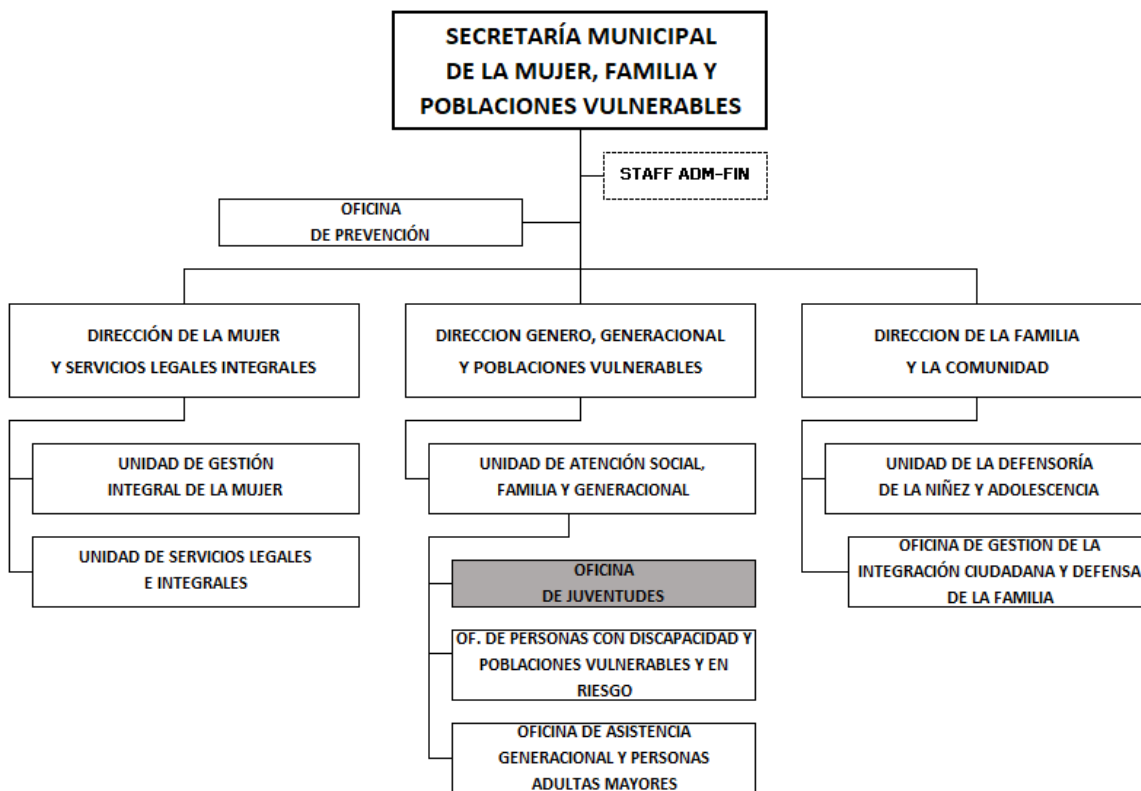 SECRETARÍA MUNICIPAL
DE LA MUJER, FAMILIA Y
POBLACIONES VULNERABLES
STAFF ADM-FIN
OFICINA
DE PREVENCIÓN
DIRECCIÓN DE LA MUJER
Y SERVICIOS LEGALES INTEGRALES
DIRECCION GENERO, GENERACIONAL
Y POBLACIONES VULNERABLES
DIRECCION DE LA FAMILIA
Y LA COMUNIDAD
UNIDAD DE GESTIÓN
INTEGRAL DE LA MUJER
UNIDAD DE SERVICIOS LEGALES
E INTEGRALES
UNIDAD DE ATENCIÓN SOCIAL,
FAMILIA Y GENERACIONAL
OFICINA
DE JUVENTUDES
OF. DE PERSONAS CON DISCAPACIDAD Y
POBLACIONES VULNERABLES Y EN
RIESGO
OFICINA DE ASISTENCIA
GENERACIONAL Y PERSONAS
ADULTAS MAYORES
UNIDAD DE LA DEFENSORÍA
DE LA NIÑEZ Y ADOLESCENCIA
OFICINA DE GESTION DE LA
INTEGRACIÓN CIUDADANA Y DEFENSA
DE LA FAMILIA